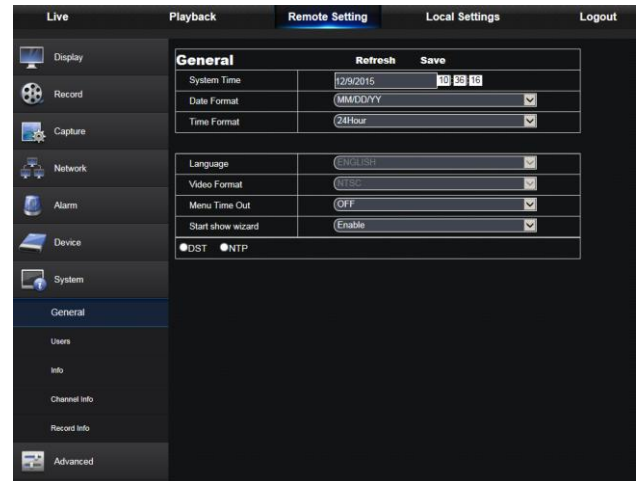 Live Playback Remote Setting Local Settings Logout
Display
Record
Capture
Network
Alarm
Device
System
General
Users
Info
Channel Info
Record Info
Advanced
General Refresh Save
System Time 12/9/2015 10:36:16
Date Format MM/DD/YY
Time Format 24Hour
Language ENGLISH
Video Format NTSC
Menu Time Out OFF
Start show wizard Enable
DST NTP